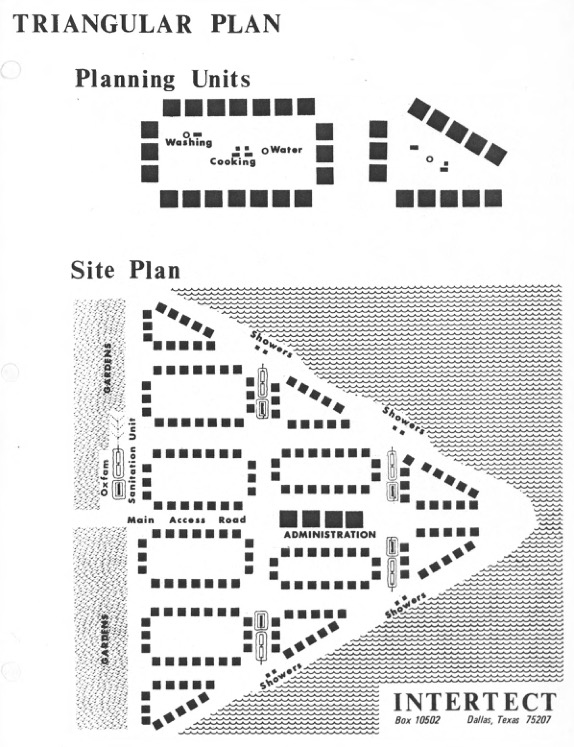 TRIANGULAR PLAN
Planning Units
Washing
Water
Cooking
Site Plan
Showers
GARDENS
Showers
Oxfam
Sanitation Unit
Main Access Road
ADMINISTRATION
GARDENS
Showers
Showers
INTERTECT
Box 10502 Dallas, Texas 75207